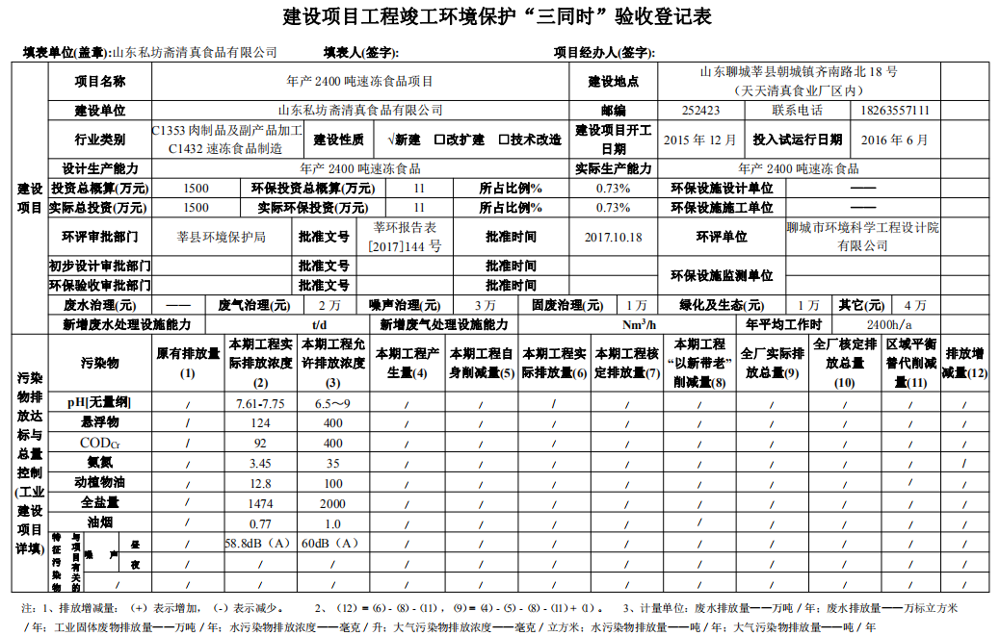 建设项目工程竣工环境保护“三同时”验收登记表
填表单位(盖章):山东私坊斋清真食品有限公司 填表人(签字): 项目经办人(签字):
建设项目
项目名称 年产 2400 吨速冻食品项目 建设地点 山东聊城莘县朝城镇齐南路北 18 号
（天天清真食业厂区内）
建设单位 山东私坊斋清真食品有限公司 邮编 252423 联系电话 18263557111
行业类别 C1353 肉制品及副产品加工
C1432 速冻食品制造 建设性质 √新建 □改扩建 □技术改造 建设项目开工
日期 2015 年 12 月 投入试运行日期 2016 年 6 月
设计生产能力 年产 2400 吨速冻食品 实际生产能力 年产 2400 吨速冻食品
投资总概算(万元) 1500 环保投资总概算(万元) 11 所占比例% 0.73% 环保设施设计单位 ——
实际总投资(万元) 1500 实际环保投资(万元) 11 所占比例% 0.73% 环保设施施工单位 ——
环评审批部门 莘县环境保护局 批准文号 莘环报告表
[2017]144 号 批准时间 2017.10.18 环评单位 聊城市环境科学工程设计院
有限公司
初步设计审批部门 批准文号 批准时间 环保设施监测单位
环保验收审批部门 批准文号 批准时间
废水治理(元) —— 废气治理(元) 2 万 噪声治理(元) 3 万 固废治理(元) 1 万 绿化及生态(元) 1 万 其它(元) 4 万
新增废水处理设施能力 t/d 新增废气处理设施能力 Nm³/h 年平均工作时 2400h/a
污染物排放达标与总量控制(工业建设项目详填)
污染物 原有排放量(1) 本期工程实际排放浓度(2) 本期工程允许排放浓度(3) 本期工程产生量(4) 本期工程自身削减量(5) 本期工程实际排放量(6) 本期工程核定排放量(7) 本期工程“以新带老”削减量(8) 全厂实际排放总量(9) 全厂核定排放总量(10) 区域平衡替代削减量(11) 排放增减量(12)
pH[无量纲] / 7.61-7.75 6.5～9 / / / / / / / / /
悬浮物 / 124 400 / / / / / / / / /
CODCr / 92 400 / / / / / / / / /
氨氮 / 3.45 35 / / / / / / / / /
动植物油 / 12.8 100 / / / / / / / / /
全盐量 / 1474 2000 / / / / / / / / /
油烟 / 0.77 1.0 / / / / / / / / /
与项目有关的特征污染物 噪声 昼 / 58.8dB（A） 60dB（A） / / / / / / / / /
夜 / / / / / / / / / / / /
/ / / / / / / / / / / / /
注：1、排放增减量：（+）表示增加，（-）表示减少。 2、（12）=（6）-（8）-（11），（9）=（4）-（5）-（8）-（11）+（1）。 3、计量单位：废水排放量——万吨／年；废水排放量——万标立方米
／年；工业固体废物排放量——万吨／年；水污染物排放浓度——毫克／升；大气污染物排放浓度——毫克／立方米；水污染物排放量——吨／年；大气污染物排放量——吨／年